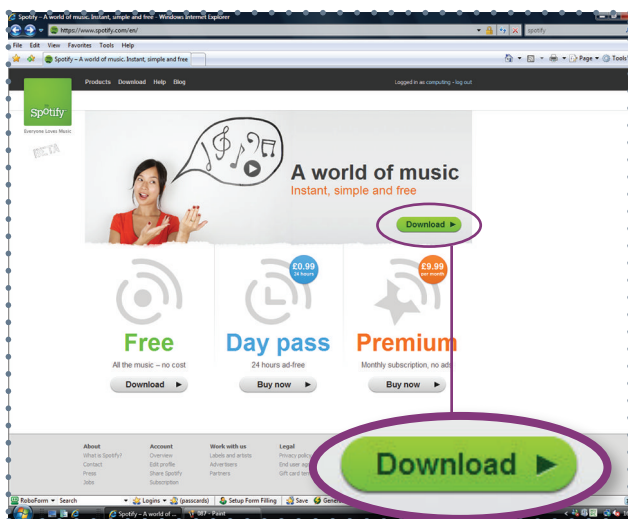 Spotify – A world of music. Instant, simple and free - Windows Internet Explorer
https://www.spotify.com/en/
spotify
File Edit View Favorites Tools Help
Spotify – A world of music. Instant, simple and free
Page Tools
Products Download Help Blog
Logged in as computing - log out
Spotify
Everyone Loves Music
BETA
A world of music
Instant, simple and free
Download
£0.99
24 hours
£9.99
per month
Free
Day pass
Premium
All the music – no cost
24 hours ad-free
Monthly subscription, no ads
Download
Buy now
Buy now
About
Account
Work with us
Legal
What is Spotify?
Overview
Labels and artists
Privacy policy
Contact
Edit profile
Advertisers
End user ag
Press
Share Spotify
Partners
Gift card ter
Jobs
Subscription
Download
RoboForm Search Logins (passcards) Setup Form Filling Save Gener
Spotify – A world of ... 087 - Paint